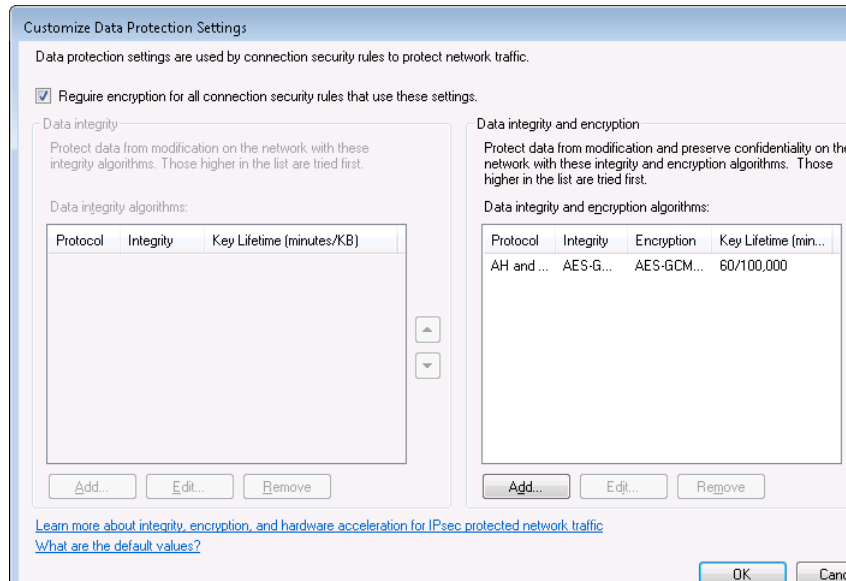 Customize Data Protection Settings
Data protection settings are used by connection security rules to protect network traffic.
Require encryption for all connection security rules that use these settings.
Data integrity
Protect data from modification on the network with these
integrity algorithms. Those higher in the list are tried first.
Data integrity algorithms:
Protocol Integrity Key Lifetime (minutes/KB)
Add... Edit... Remove
Data integrity and encryption
Protect data from modification and preserve confidentiality on the
network with these integrity and encryption algorithms. Those
higher in the list are tried first.
Data integrity and encryption algorithms:
Protocol Integrity Encryption Key Lifetime (min...
AH and ... AES-G... AES-GCM... 60/100,000
Add... Edit... Remove
Learn more about integrity, encryption, and hardware acceleration for IPsec protected network traffic
What are the default values?
OK Canc